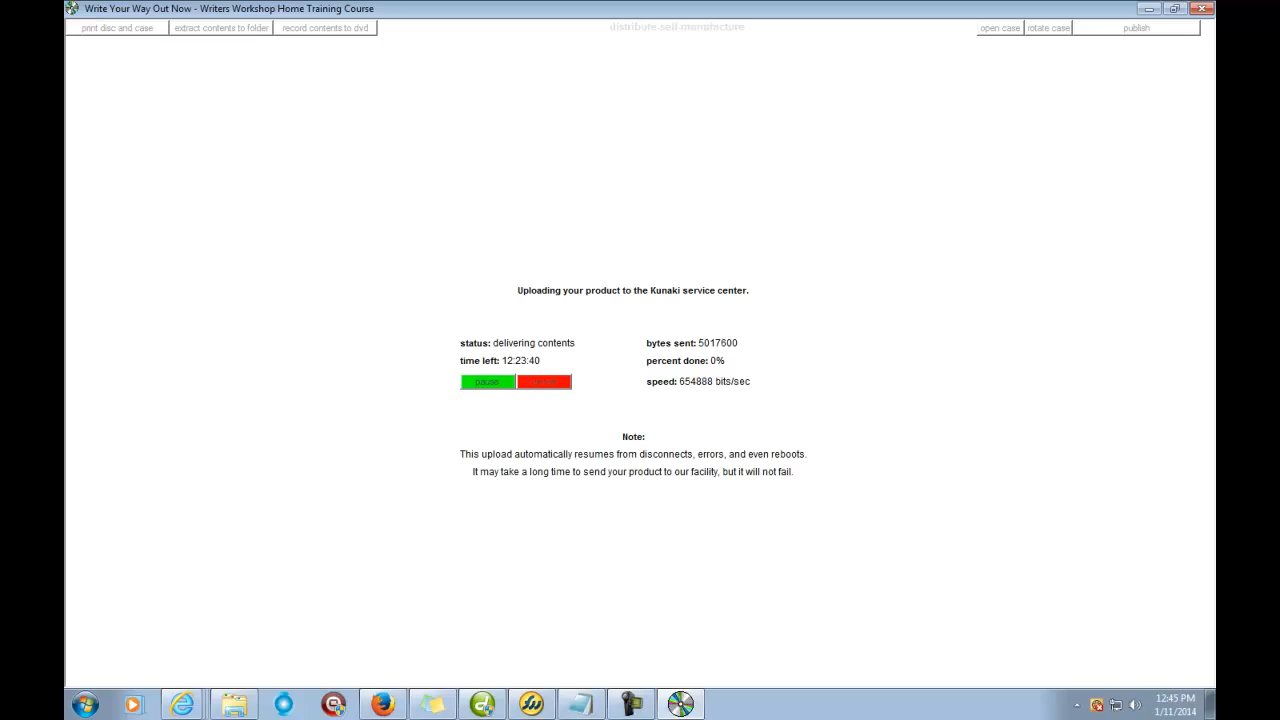 Write Your Way Out Now - Writers Workshop Home Training Course
print disc and case extract contents to folder record contents to dvd distribute-self-manufacture open case rotate case publish
Uploading your product to the Kunaki service center.
status: delivering contents bytes sent: 5017600
time left: 12:23:40 percent done: 0%
pause speed: 654888 bits/sec
Note:
This upload automatically resumes from disconnects, errors, and even reboots.
It may take a long time to send your product to our facility, but it will not fail.
12:45 PM
1/11/2014